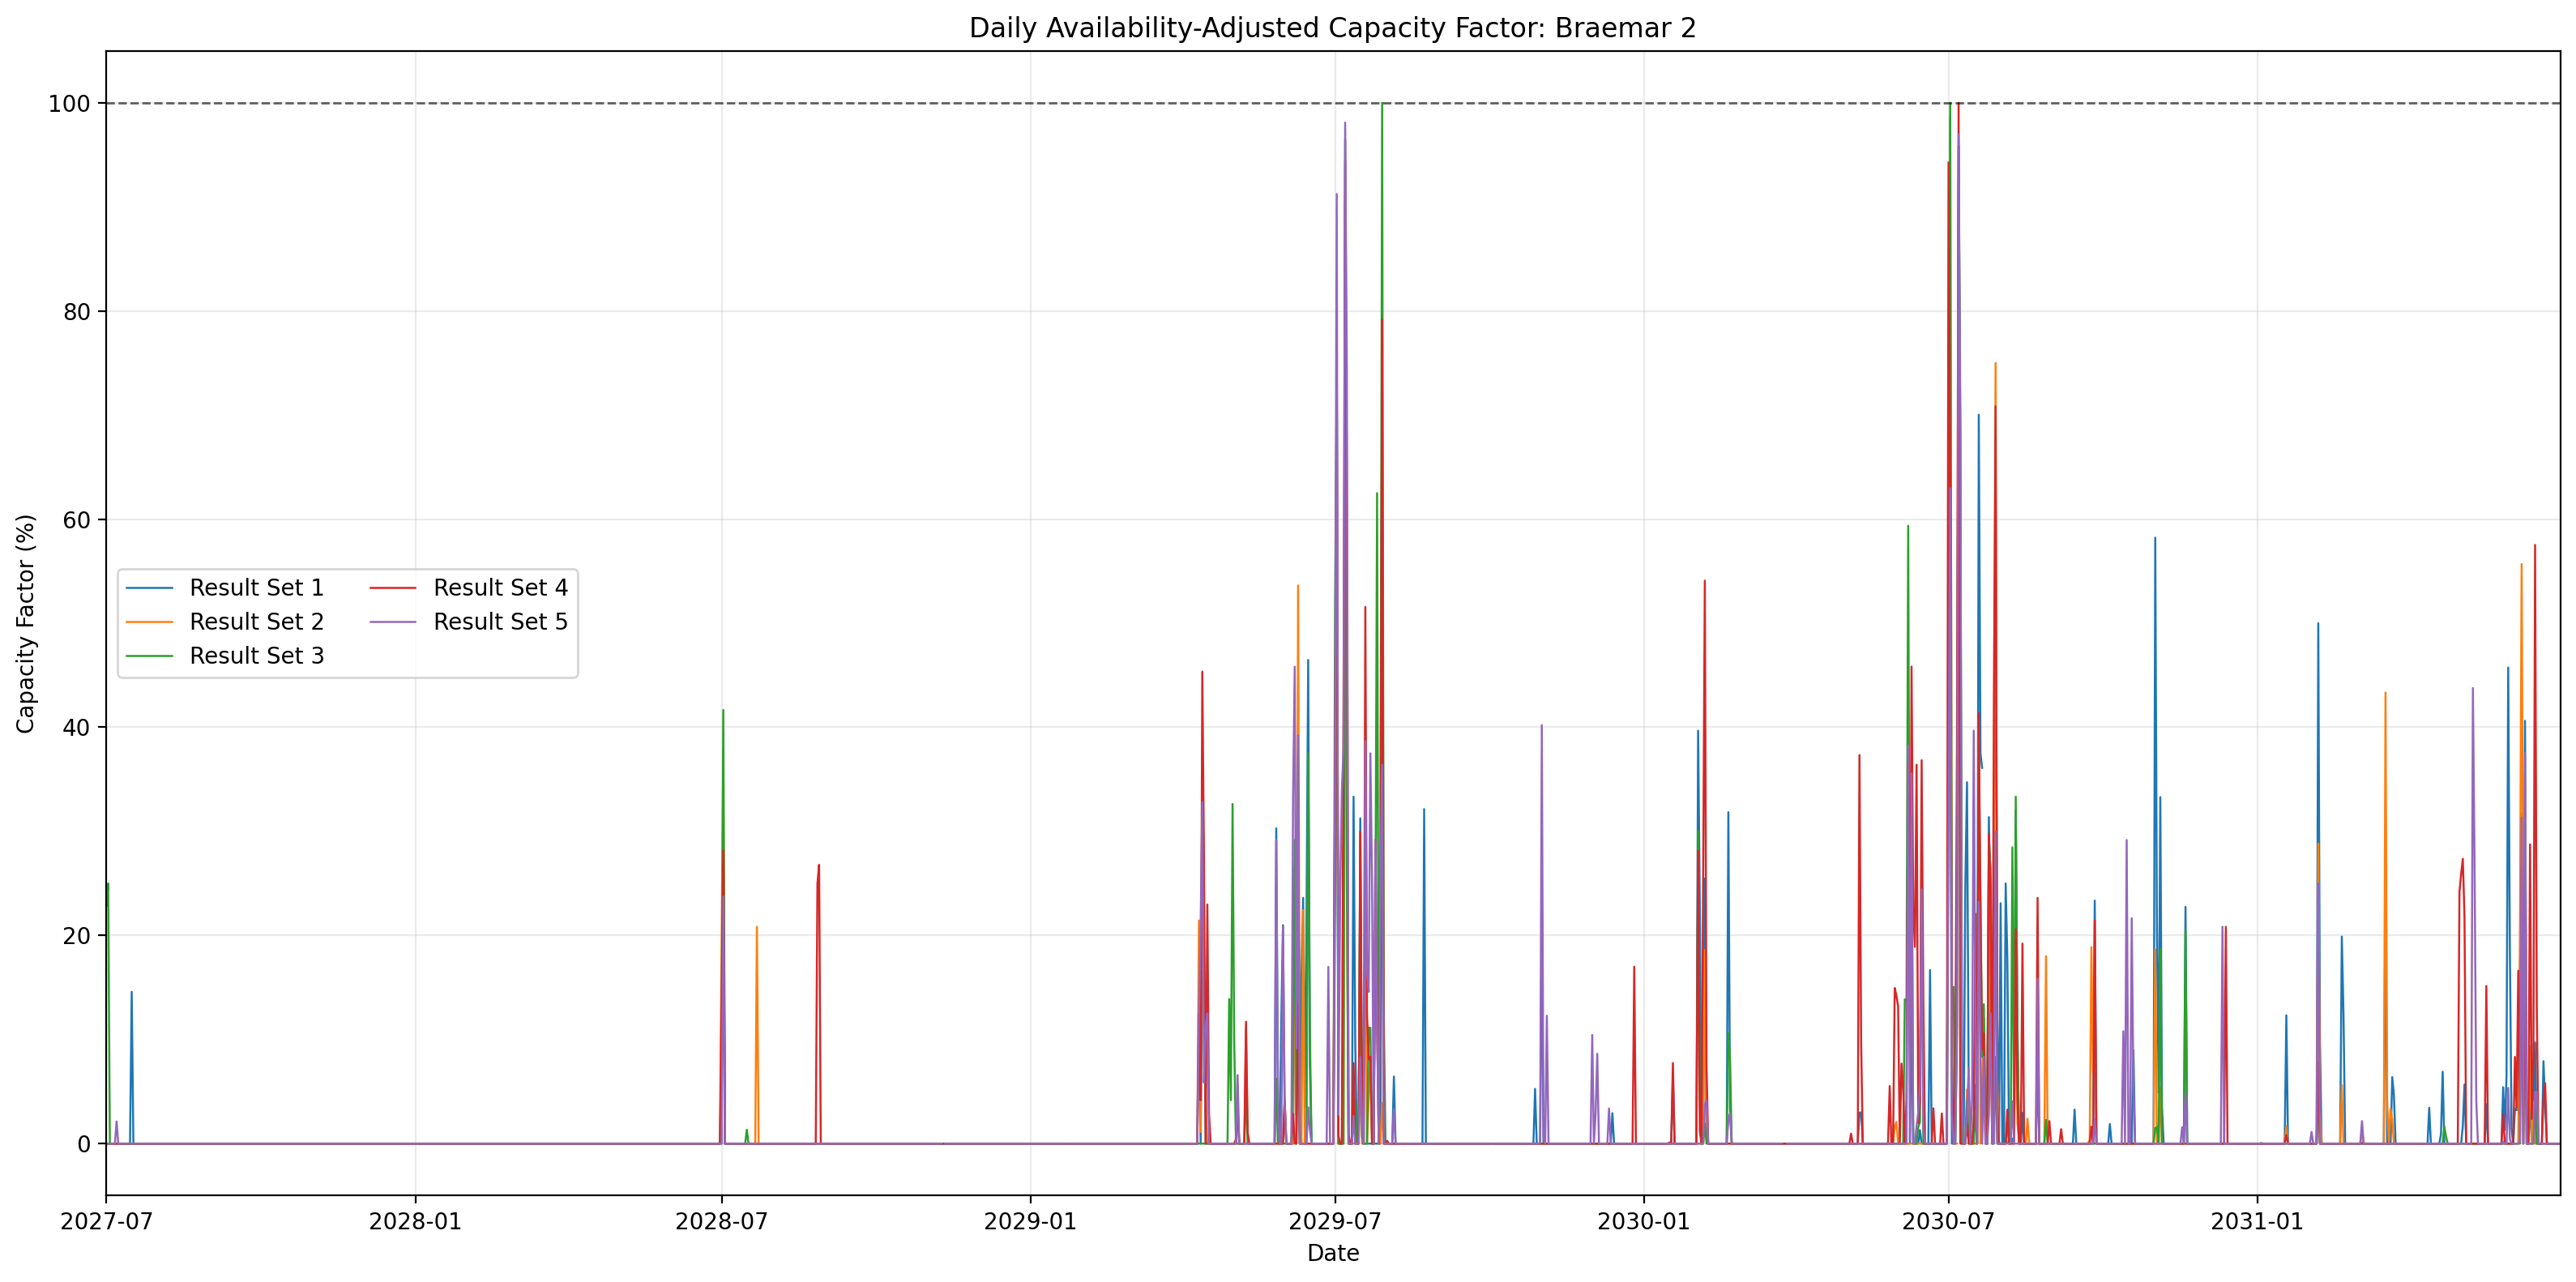 Daily Availability-Adjusted Capacity Factor: Braemar 2
Capacity Factor (%)
100
80
60
40
20
0
Result Set 1
Result Set 2
Result Set 3
Result Set 4
Result Set 5
2027-07
2028-01
2028-07
2029-01
2029-07
2030-01
2030-07
2031-01
Date